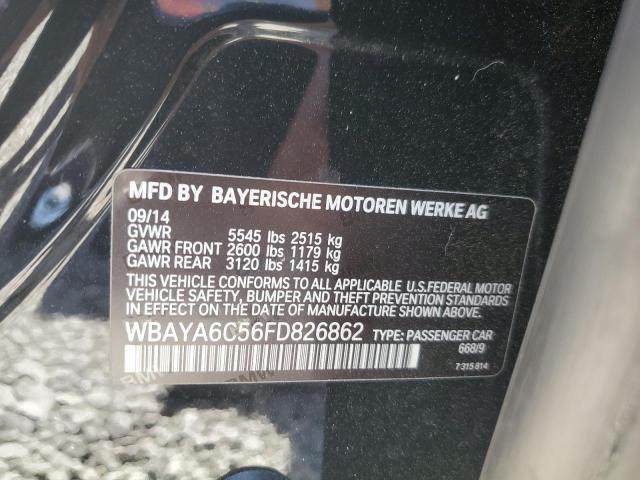 MFD BY BAYERISCHE MOTOREN WERKE AG
09/14
GVWR 5545 lbs 2515 kg
GAWR FRONT 2600 lbs 1179 kg
GAWR REAR 3120 lbs 1415 kg
THIS VEHICLE CONFORMS TO ALL APPLICABLE U.S.FEDERAL MOTOR
VEHICLE SAFETY, BUMPER AND THEFT PREVENTION STANDARDS
IN EFFECT ON THE DATE OF MANUFACTURE SHOWN ABOVE.
WBAYA6C56FD826862 TYPE: PASSENGER CAR
668/9
7 315 814
BMW
BMW